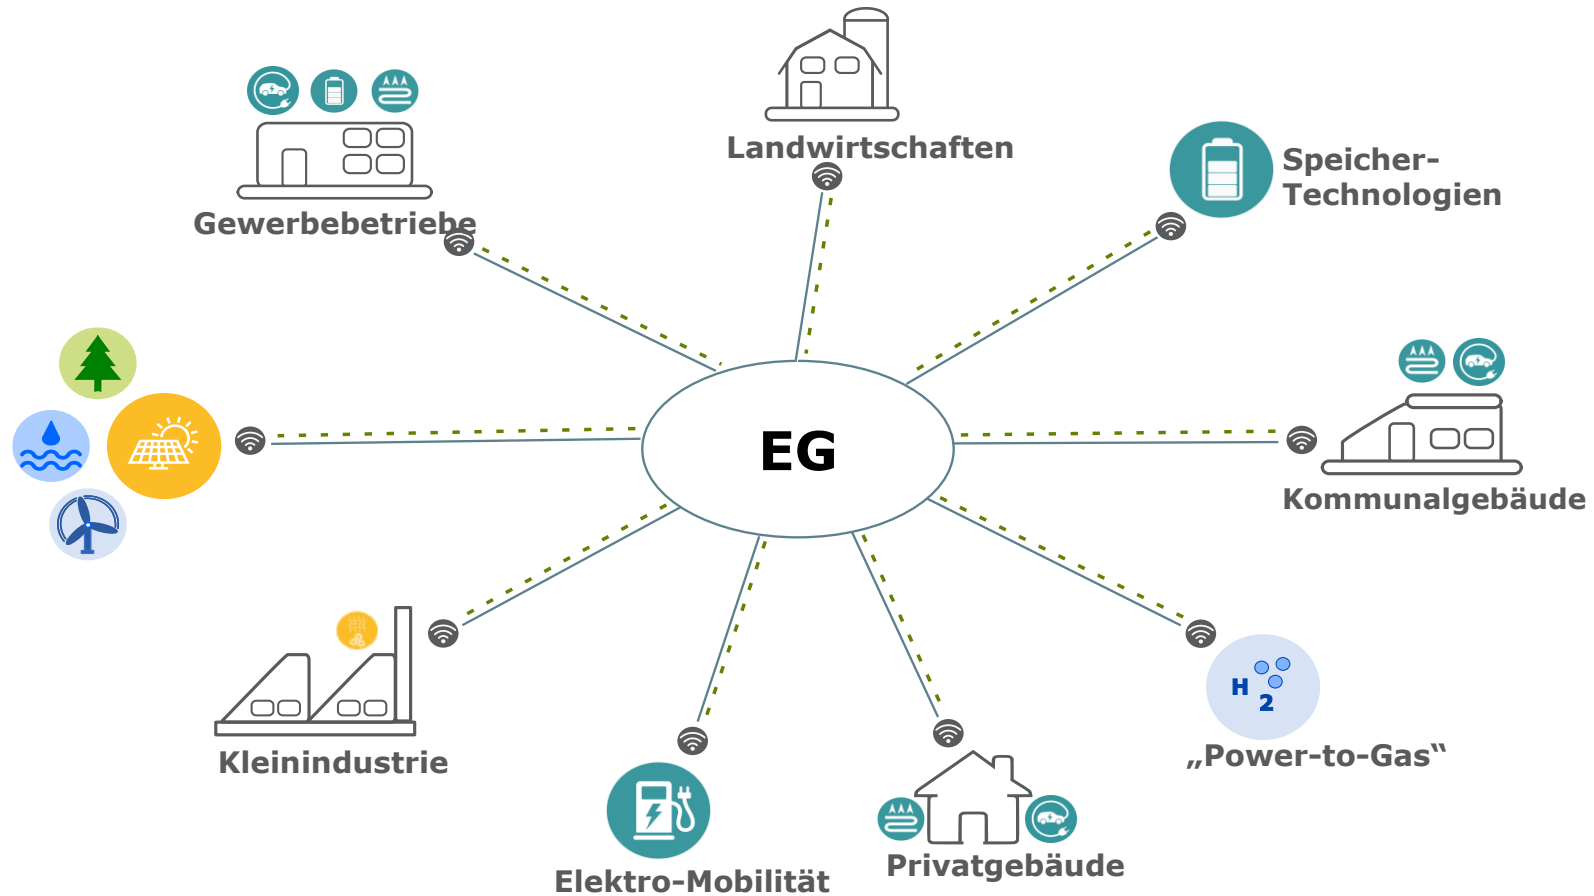 Landwirtschaften
Speicher-
Technologien
Gewerbebetriebe
EG
Kommunalgebäude
H
2
„Power-to-Gas“
Kleinindustrie
Privatgebäude
Elektro-Mobilität